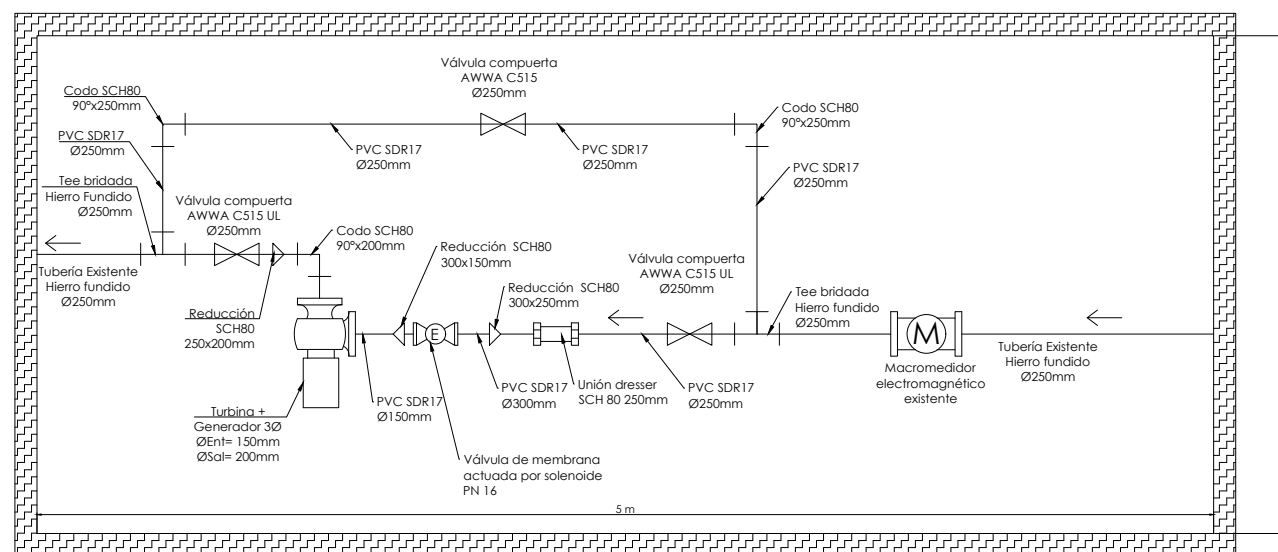 Válvula compuerta
AWWA C515
Ø250mm
Codo SCH80
90°x250mm
Codo SCH80
90°x250mm
PVC SDR17
Ø250mm
PVC SDR17
Ø250mm
PVC SDR17
Ø250mm
PVC SDR17
Ø250mm
Tee bridada
Hierro Fundido
Ø250mm
Válvula compuerta
AWWA C515 UL
Ø250mm
Codo SCH80
90°x200mm
Reducción SCH80
300x150mm
Válvula compuerta
AWWA C515 UL
Ø250mm
Tubería Existente
Hierro fundido
Ø250mm
Reducción
SCH80
250x200mm
Reducción SCH80
300x250mm
Tee bridada
Hierro fundido
Ø250mm
E
M
Tubería Existente
Hierro fundido
Ø250mm
Macromedidor
electromagnético
existente
Turbina +
Generador 3Ø
ØEnt= 150mm
ØSal= 200mm
PVC SDR17
Ø150mm
PVC SDR17
Ø300mm
Unión dresser
SCH 80 250mm
PVC SDR17
Ø250mm
Válvula de membrana
actuada por solenoide
PN 16
5 m